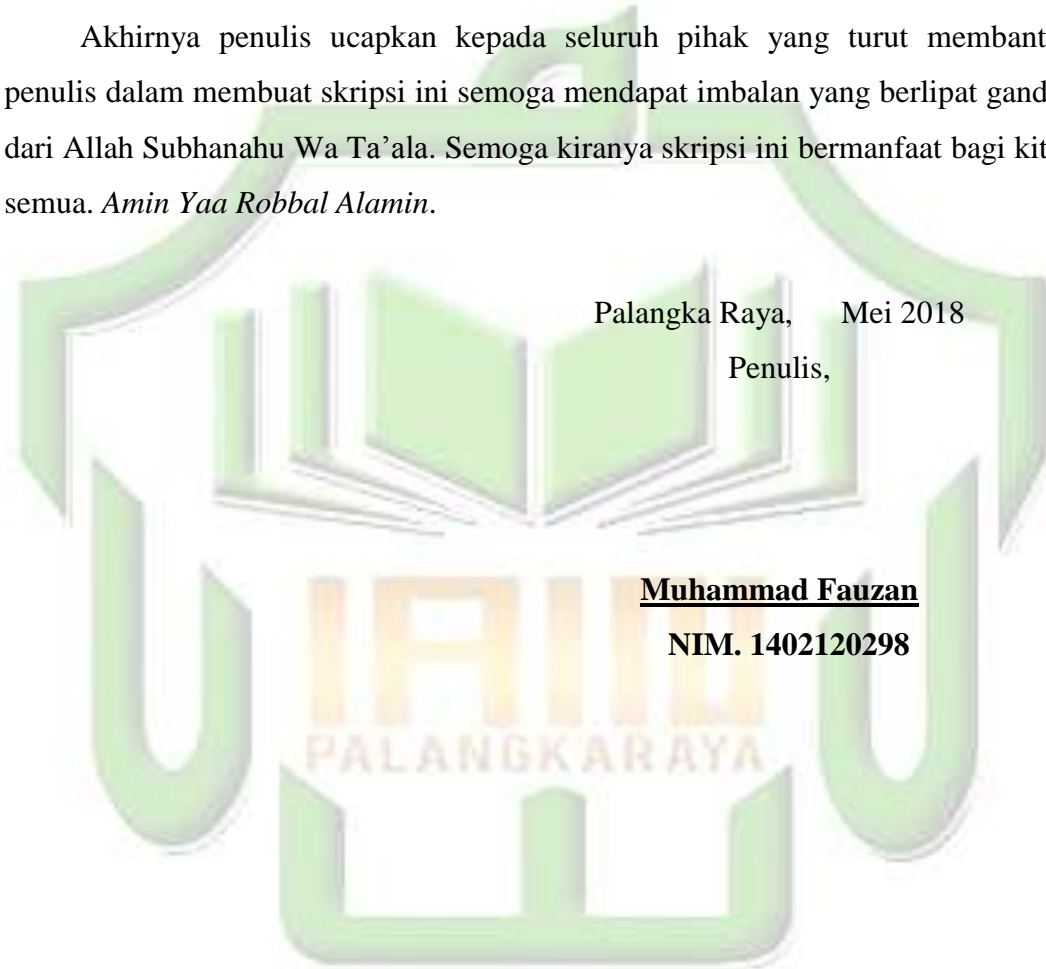 Akhirnya penulis ucapkan kepada seluruh pihak yang turut membant
penulis dalam membuat skripsi ini semoga mendapat imbalan yang berlipat gand
dari Allah Subhanahu Wa Ta’ala. Semoga kiranya skripsi ini bermanfaat bagi kit
semua. Amin Yaa Robbal Alamin.
Palangka Raya, Mei 2018
Penulis,
Muhammad Fauzan
NIM. 1402120298
IAIN
PALANGKARAYA